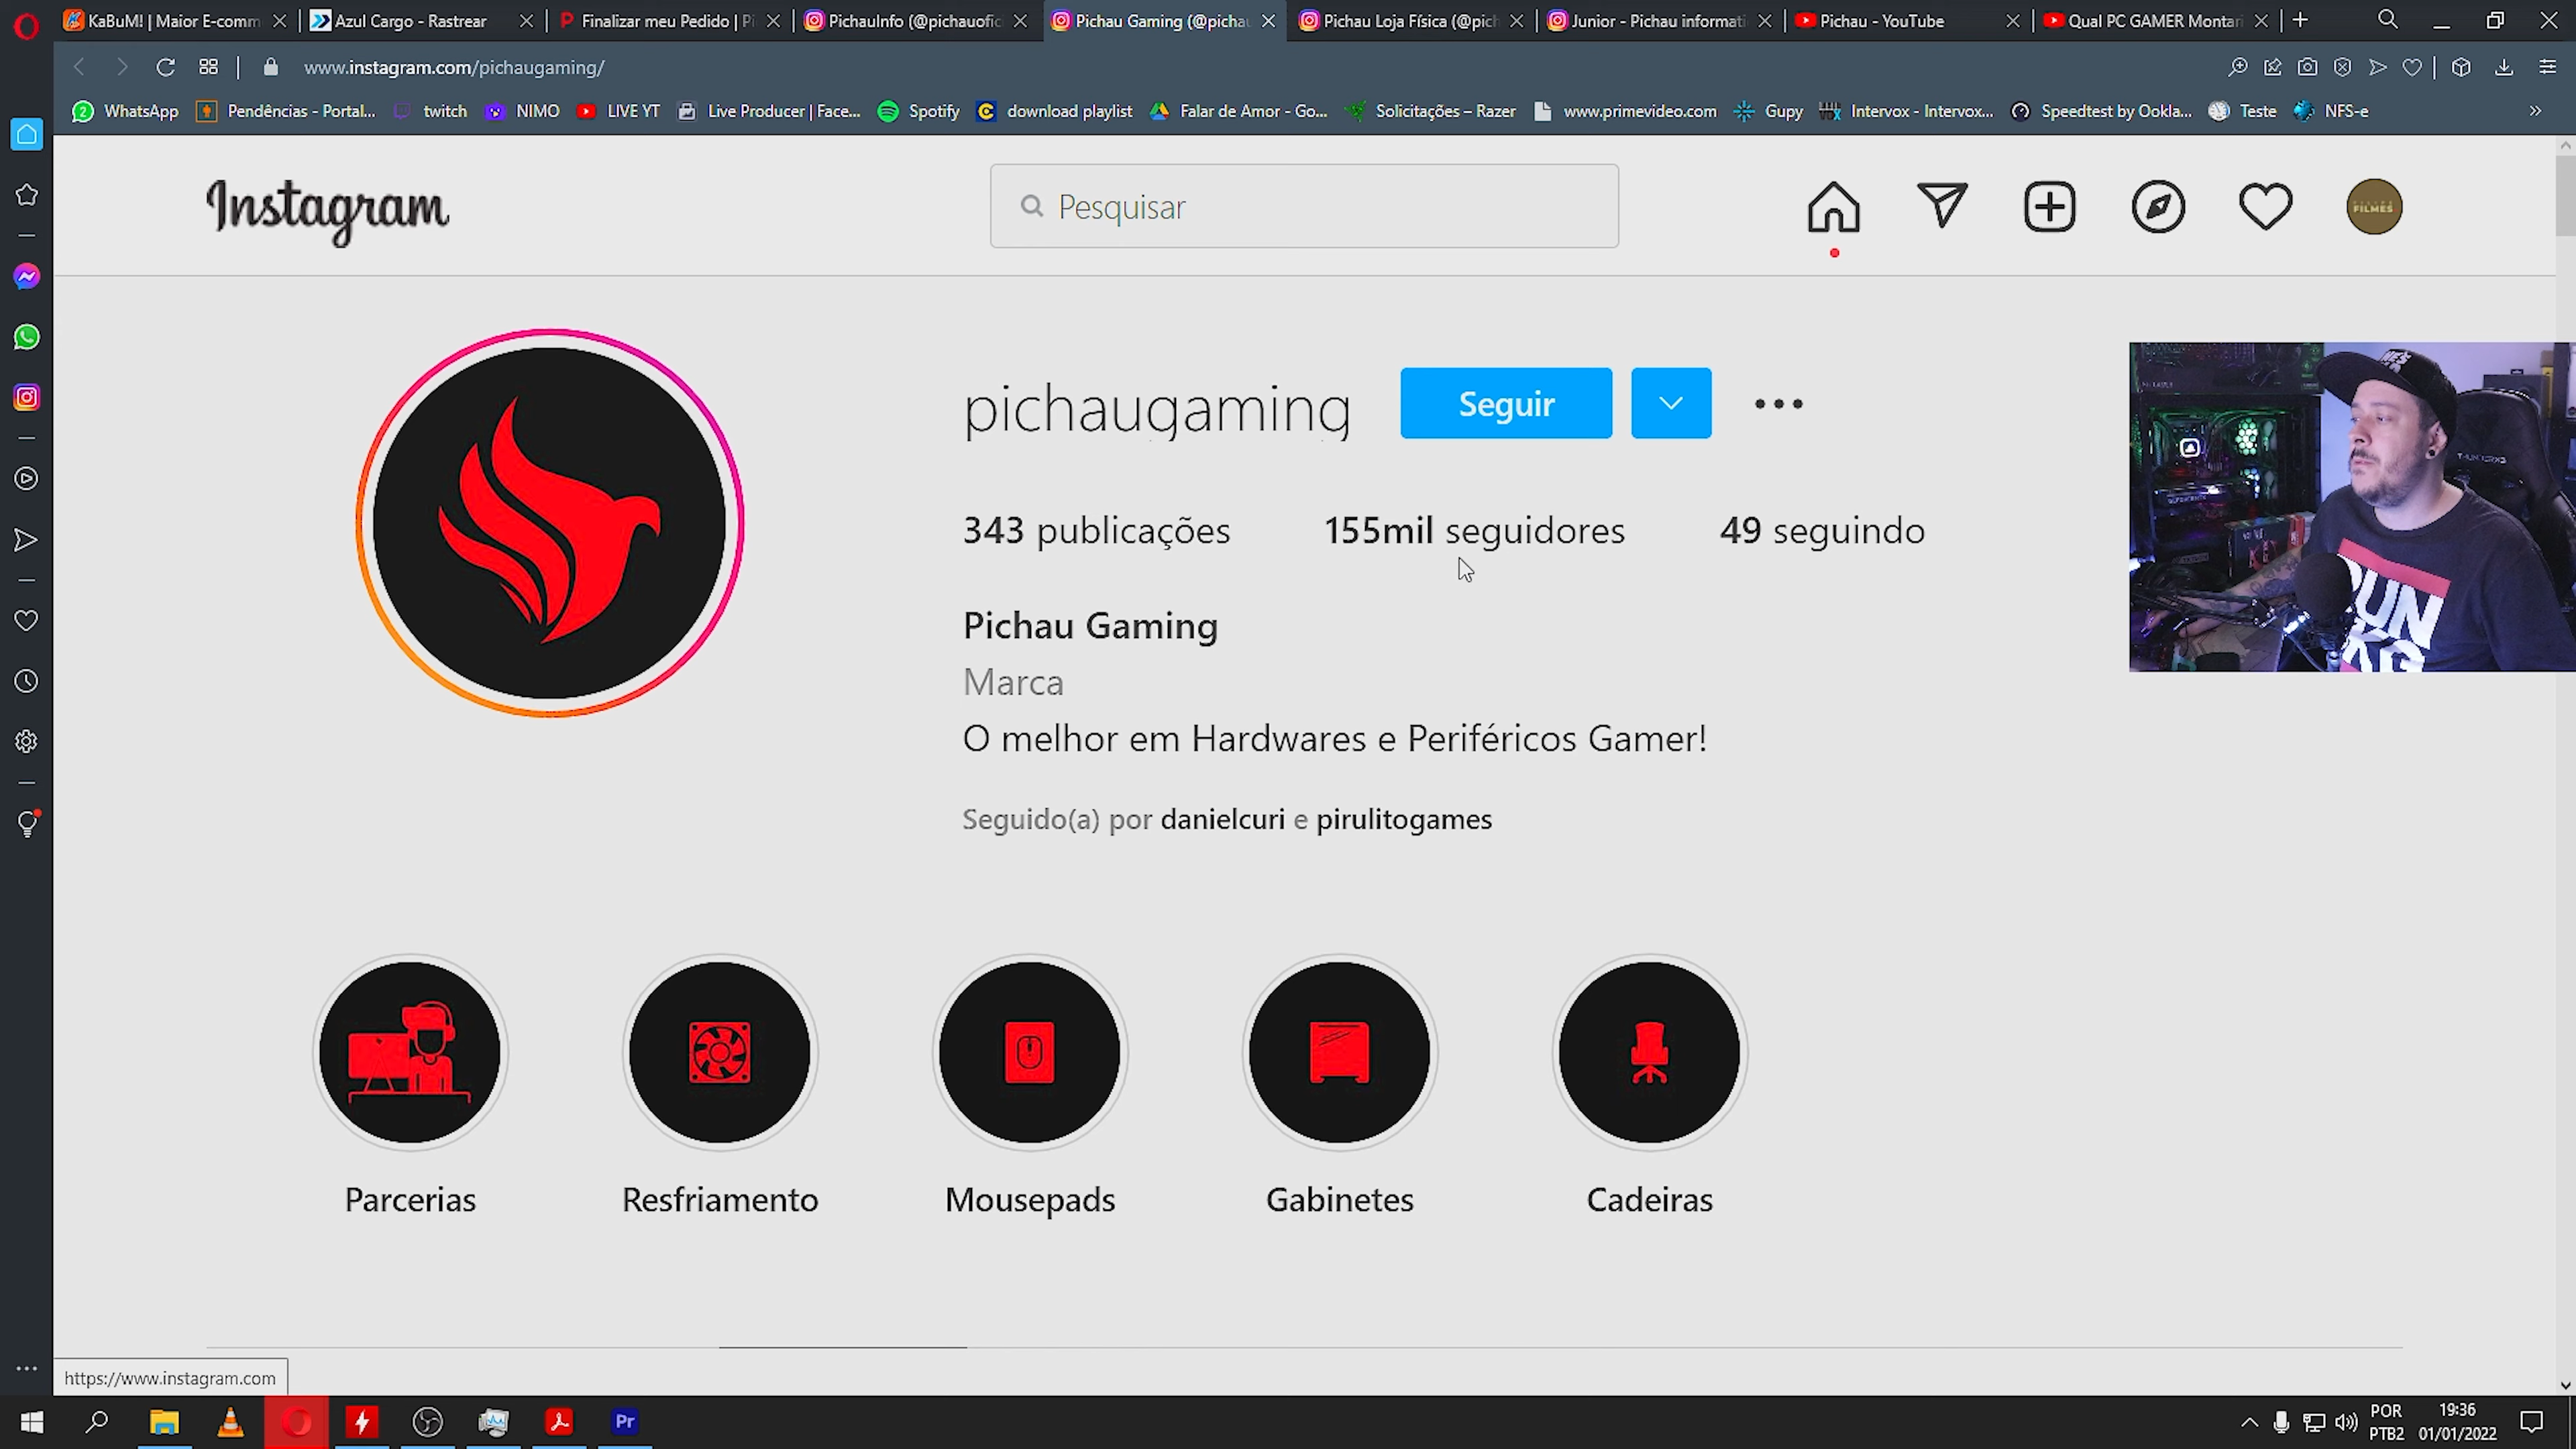 KaBuM! | Maior E-comm
Azul Cargo - Rastrear
Finalizar meu Pedido | Pi
PichauInfo (@pichauofic
Pichau Gaming (@pichau
Pichau Loja Física (@pich
Junior - Pichau informati
Pichau - YouTube
Qual PC GAMER Montari
www.instagram.com/pichaugaming/
WhatsApp
Pendências - Portal...
twitch
NIMO
LIVE YT
Live Producer | Face...
Spotify
download playlist
Falar de Amor - Go...
Solicitações – Razer
www.primevideo.com
Gupy
Intervox - Intervox...
Speedtest by Ookla...
Teste
NFS-e
Instagram
Pesquisar
FILMES
pichaugaming
Seguir
343 publicações
155mil seguidores
49 seguindo
Pichau Gaming
Marca
O melhor em Hardwares e Periféricos Gamer!
Seguido(a) por danielcuri e pirulitogames
Parcerias
Resfriamento
Mousepads
Gabinetes
Cadeiras
https://www.instagram.com
Pr
POR
PTB2
19:36
01/01/2022